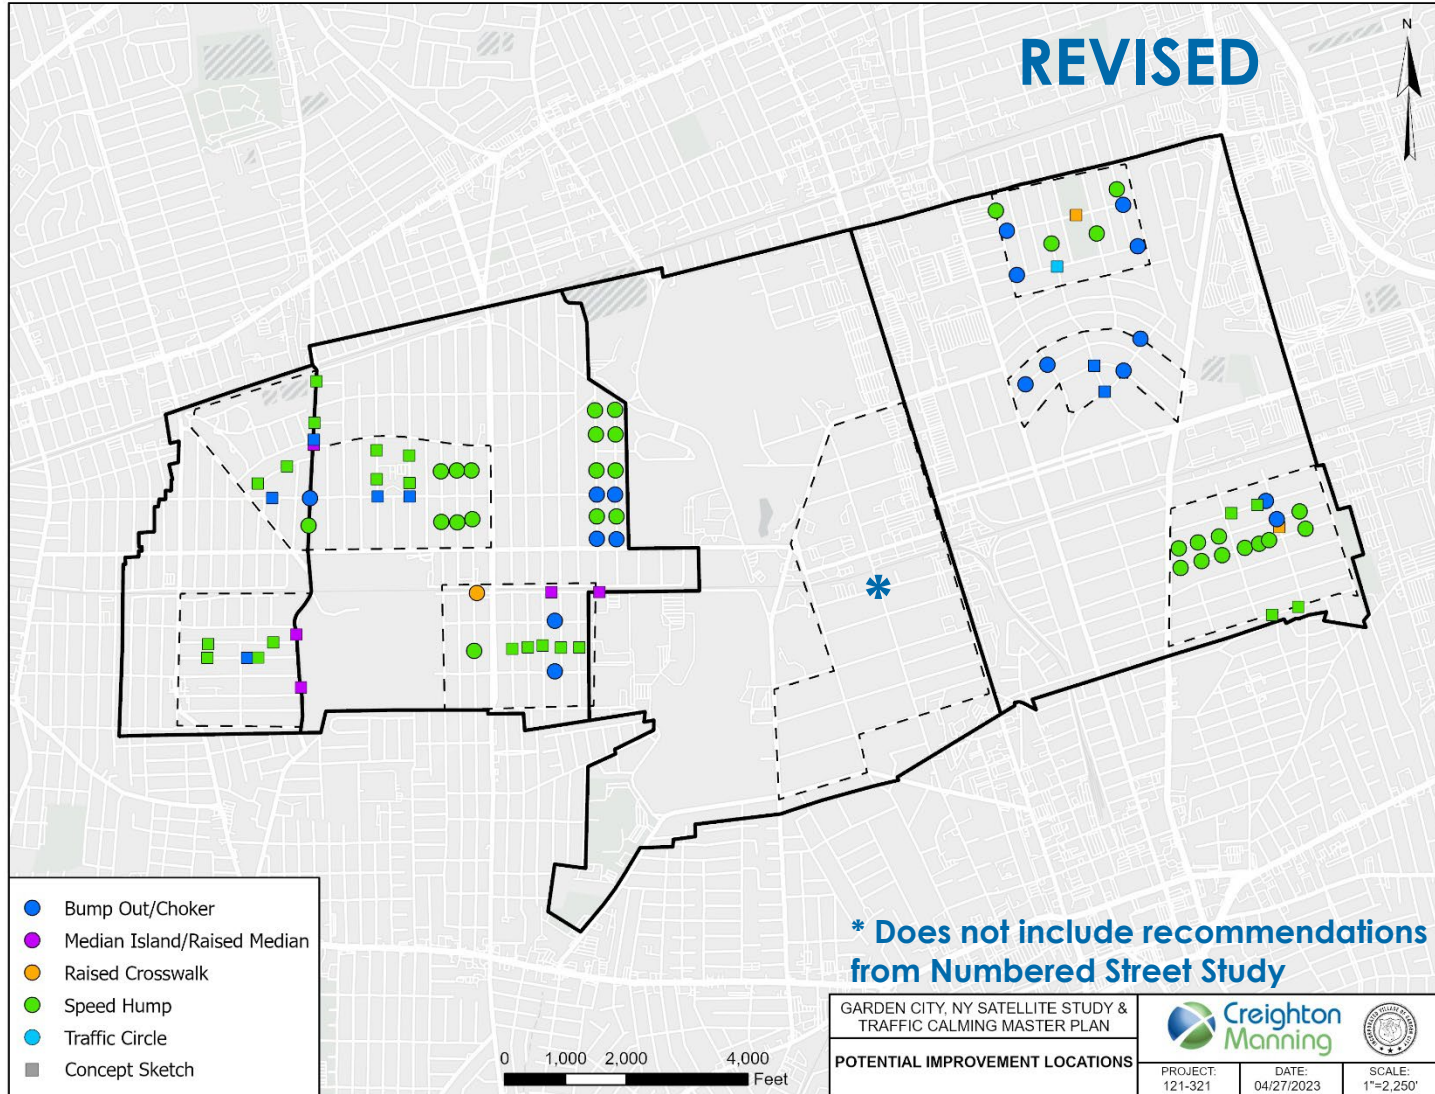 REVISED
N
*
Bump Out/Choker
Median Island/Raised Median
Raised Crosswalk
Speed Hump
Traffic Circle
Concept Sketch
0 1,000 2,000 4,000
Feet
* Does not include recommendations
from Numbered Street Study
GARDEN CITY, NY SATELLITE STUDY &
TRAFFIC CALMING MASTER PLAN
POTENTIAL IMPROVEMENT LOCATIONS
Creighton
Manning
PROJECT:
121-321
DATE:
04/27/2023
SCALE:
1"=2,250'